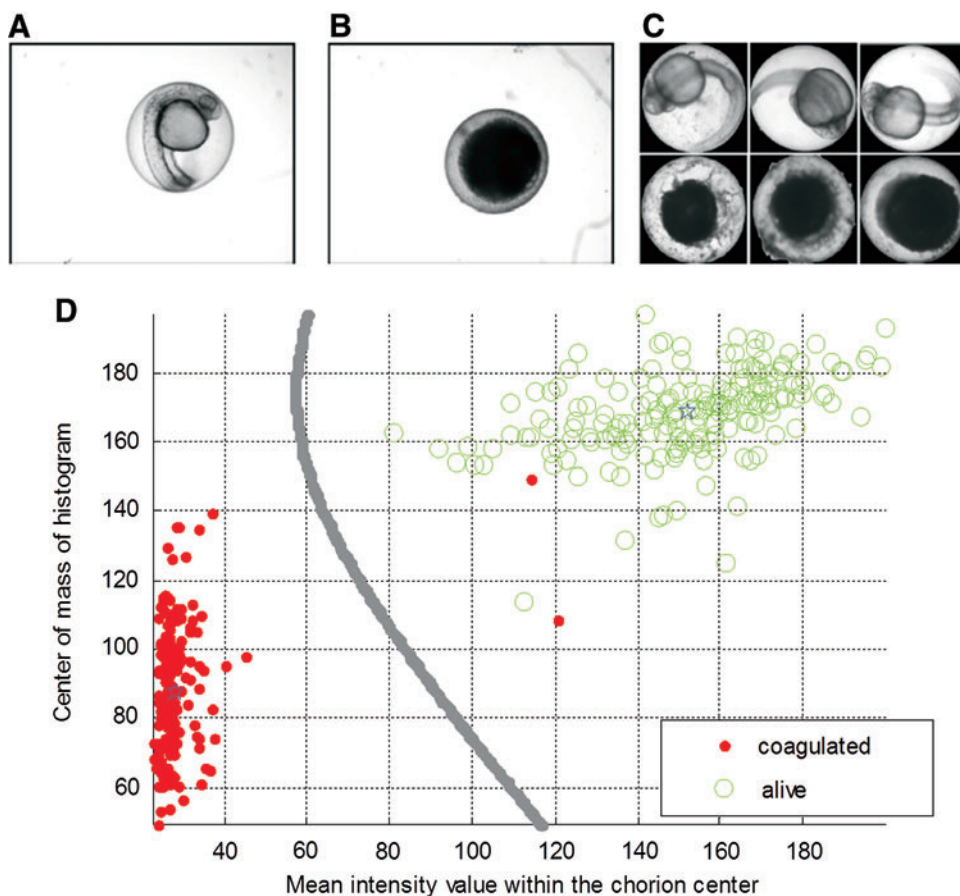 A
B
C
D
Center of mass of histogram
180
160
140
120
100
80
60
coagulated
alive
40 60 80 100 120 140 160 180
Mean intensity value within the chorion center